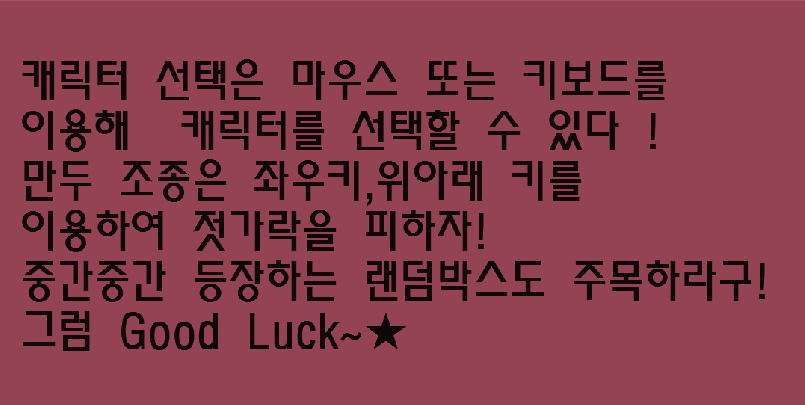 캐릭터 선택은 마우스 또는 키보드를
이용해  캐릭터를 선택할 수 있다 !
만두 조종은 좌우키,위아래 키를
이용하여 젓가락을 피하자!
중간중간 등장하는 랜덤박스도 주목하라구!
그럼 Good Luck~★